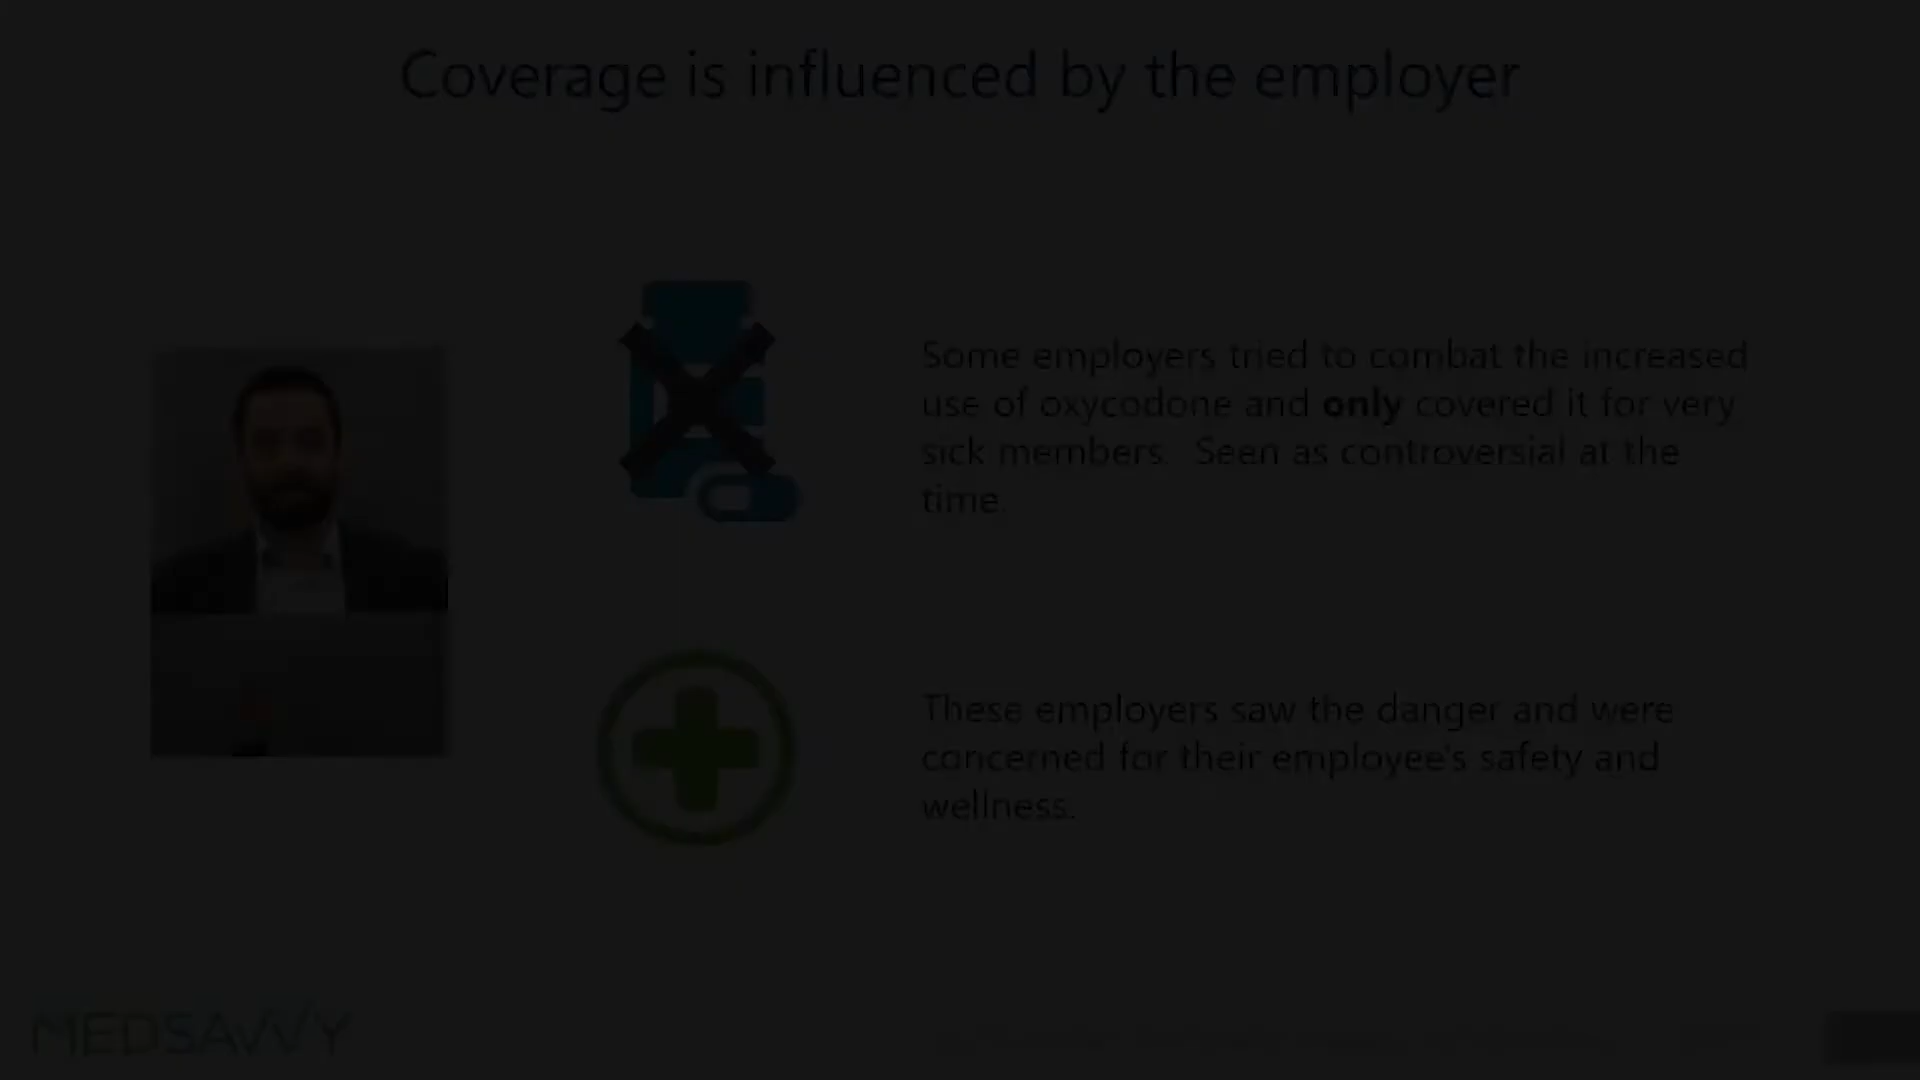 Coverage is influenced by the employer
Some employers tried to combat the increased
use of oxycodone and only covered it for very
sick members. Seen as controversial at the
time.
These employers saw the danger and were
concerned for their employee's safety and
wellness.
MEDSAVVY